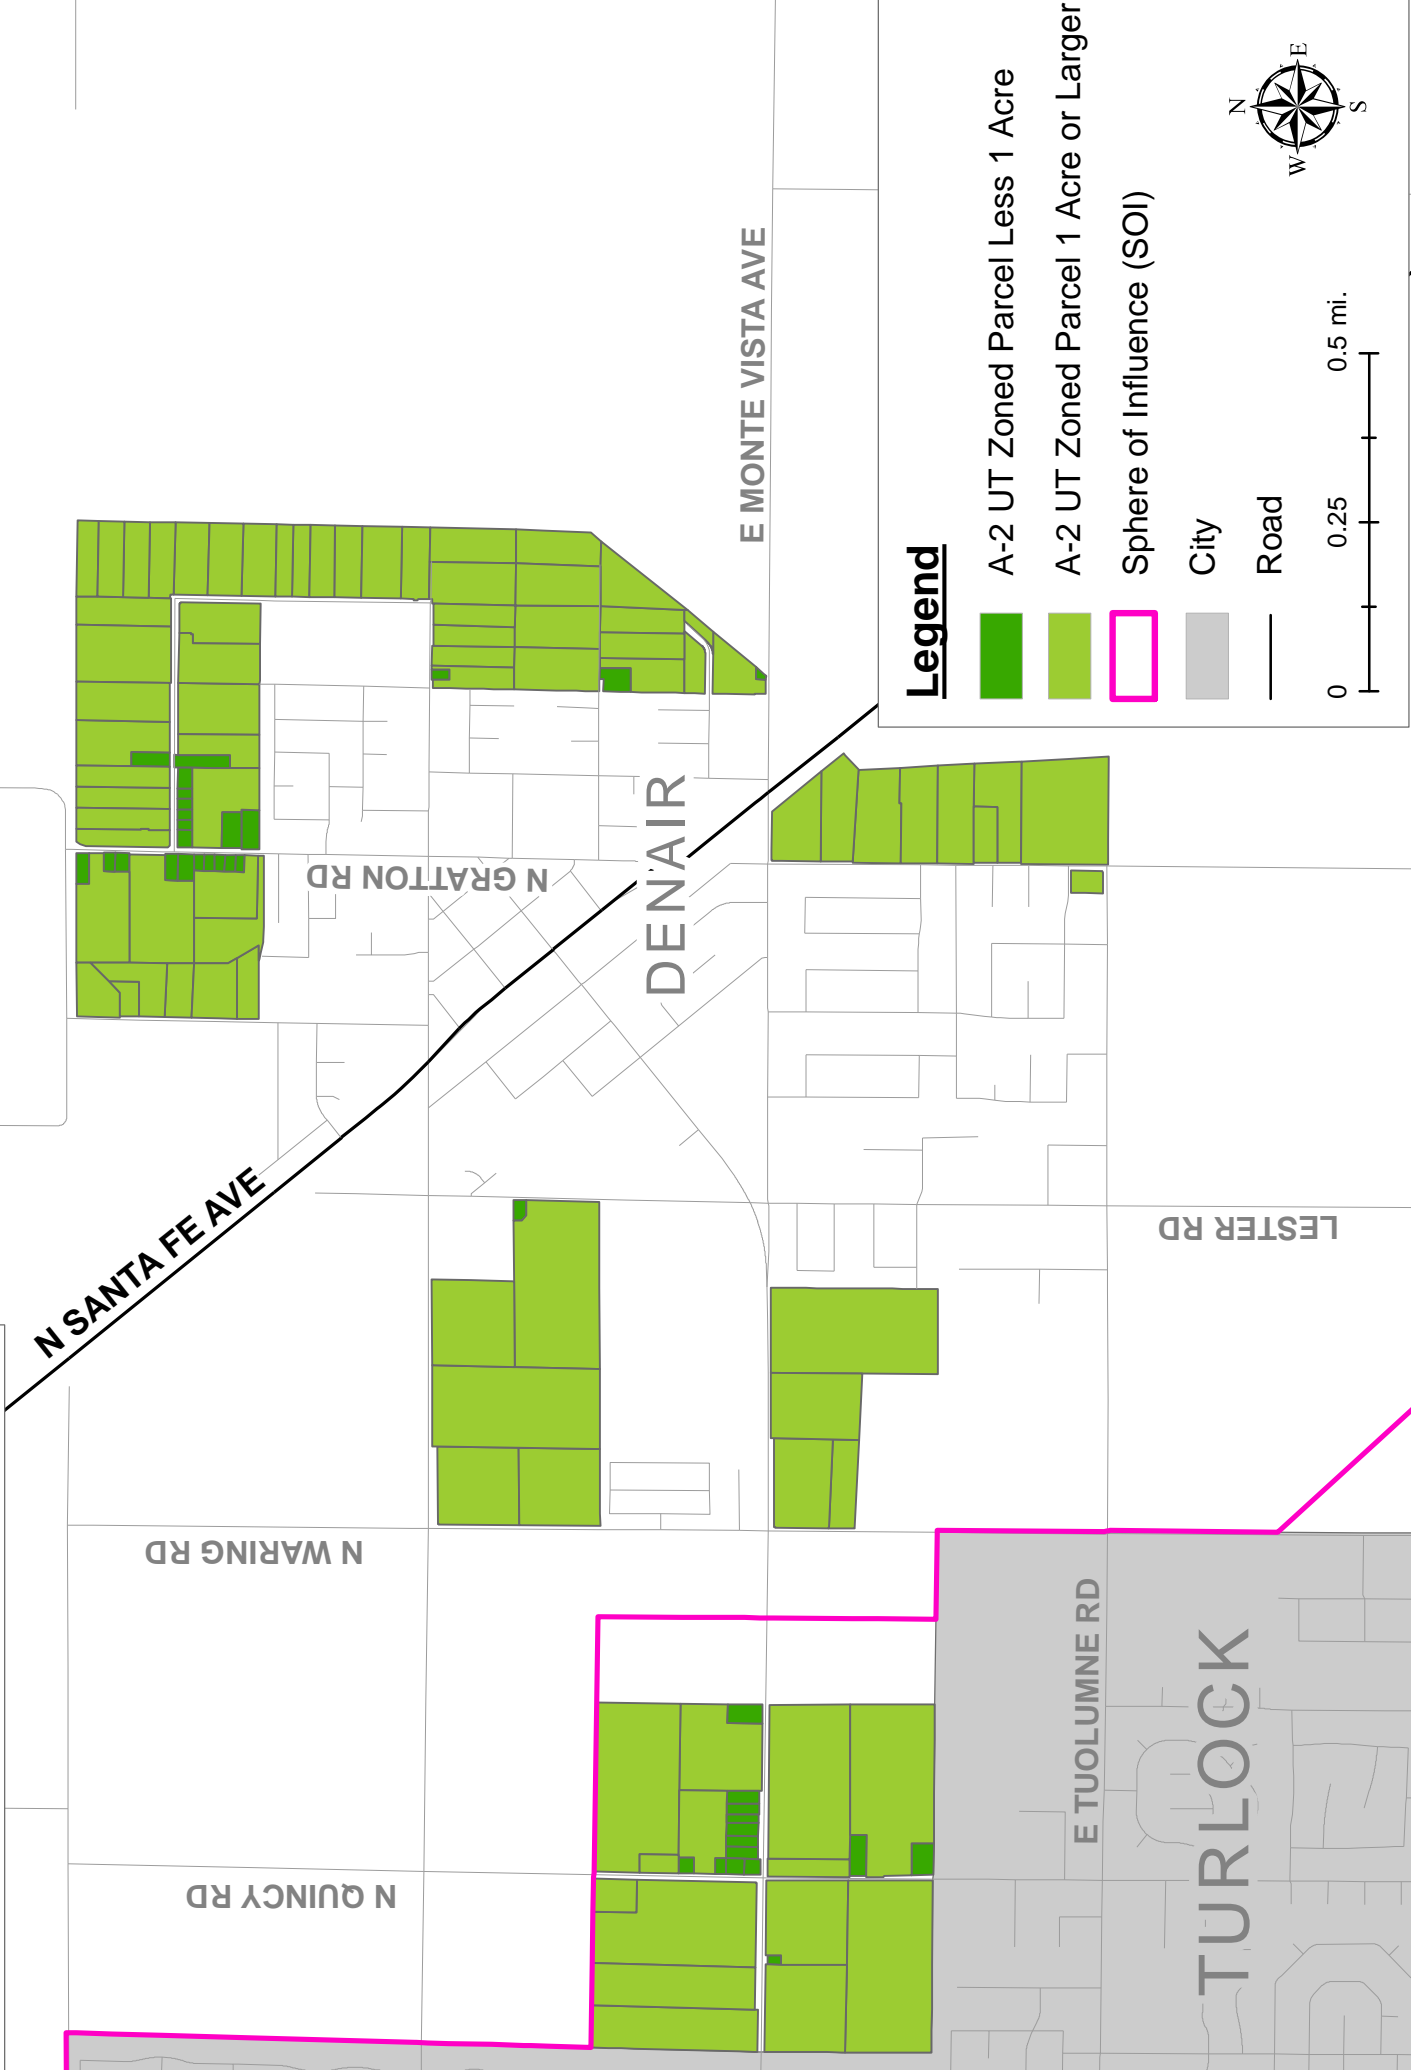 N SANTA FE AVE
E MONTE VISTA AVE
N GRATTON RD
DENAIR
LESTER RD
N WARING RD
E TUOLUMNE RD
TURLOCK
N QUINCY RD
Legend
A-2 UT Zoned Parcel Less 1 Acre
A-2 UT Zoned Parcel 1 Acre or Larger
Sphere of Influence (SOI)
City
Road
0 0.25 0.5 mi.
N
W E
S